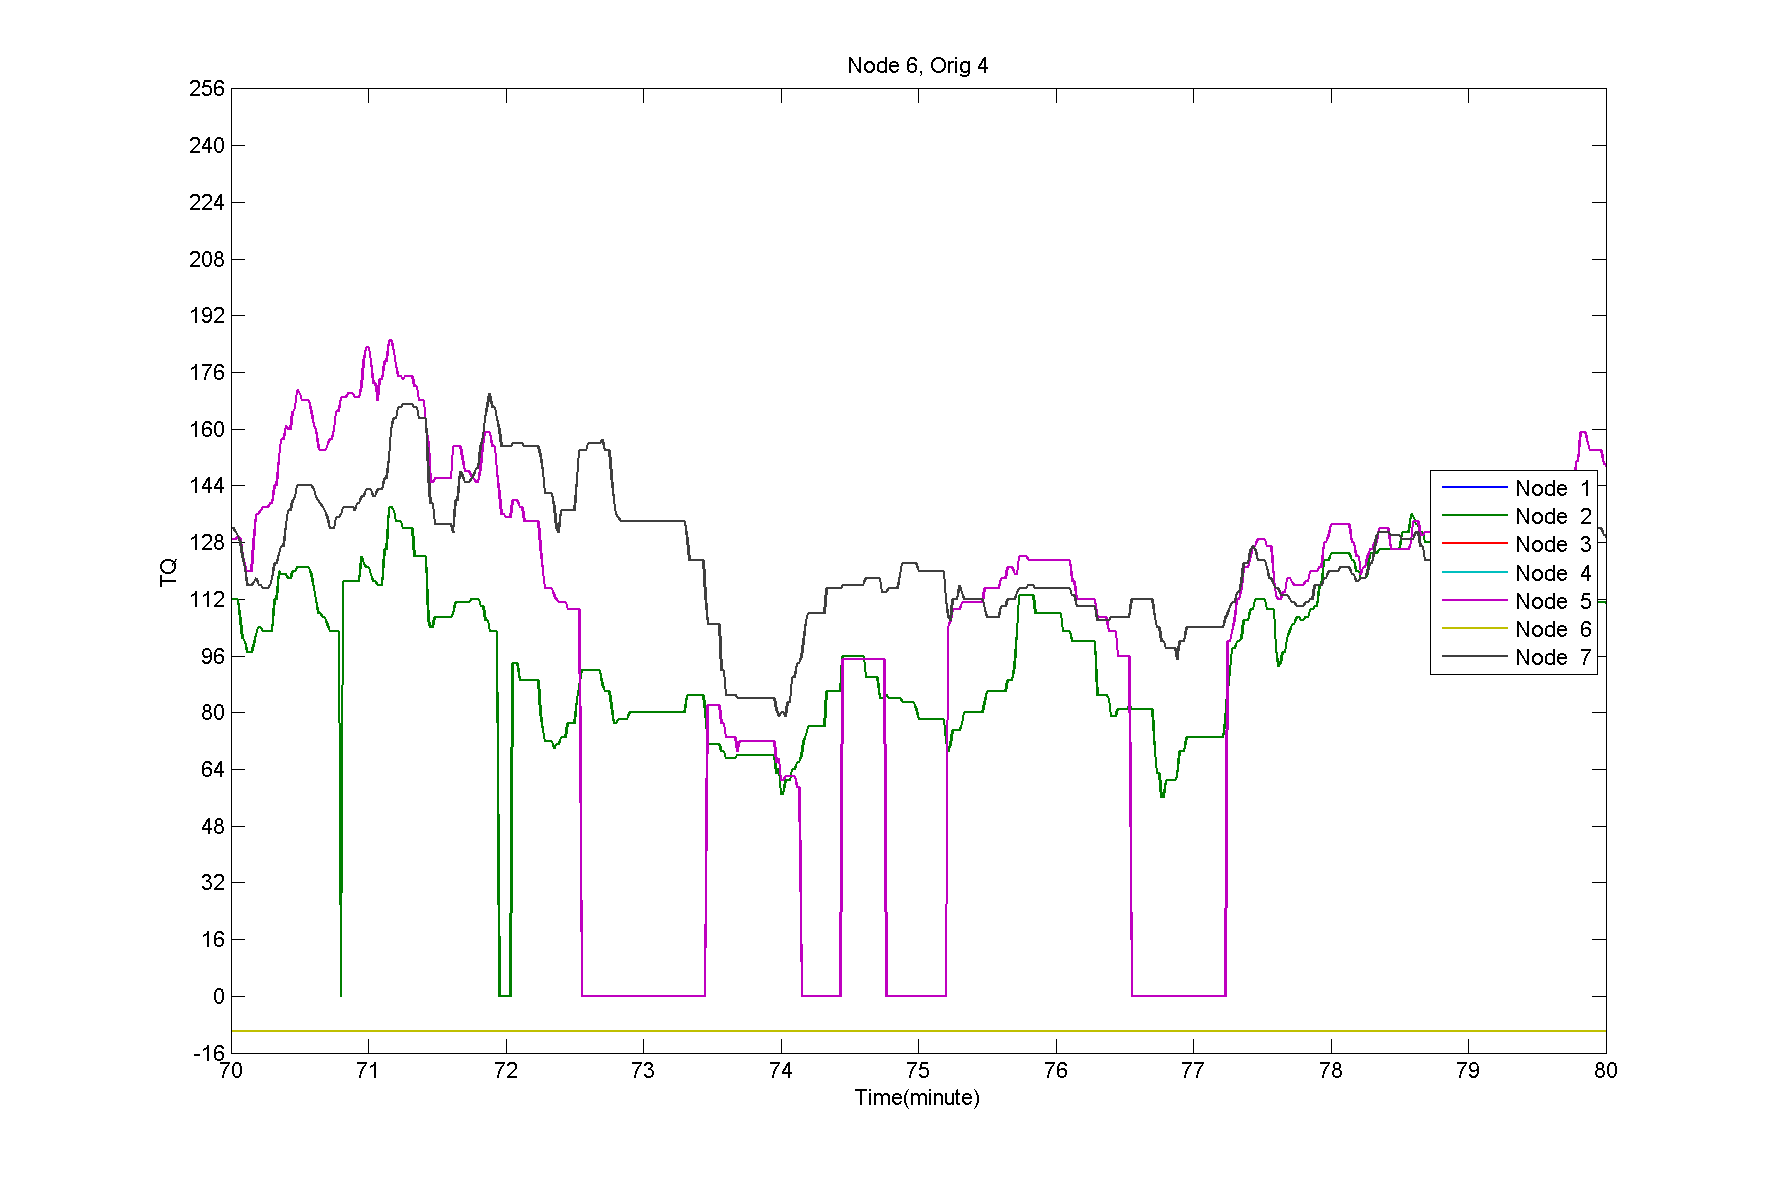 Node 6, Orig 4
256
240
224
208
192
176
160
144
128
112
96
80
64
48
32
16
0
-16
TQ
Node 1
Node 2
Node 3
Node 4
Node 5
Node 6
Node 7
70 71 72 73 74 75 76 77 78 79 80
Time(minute)